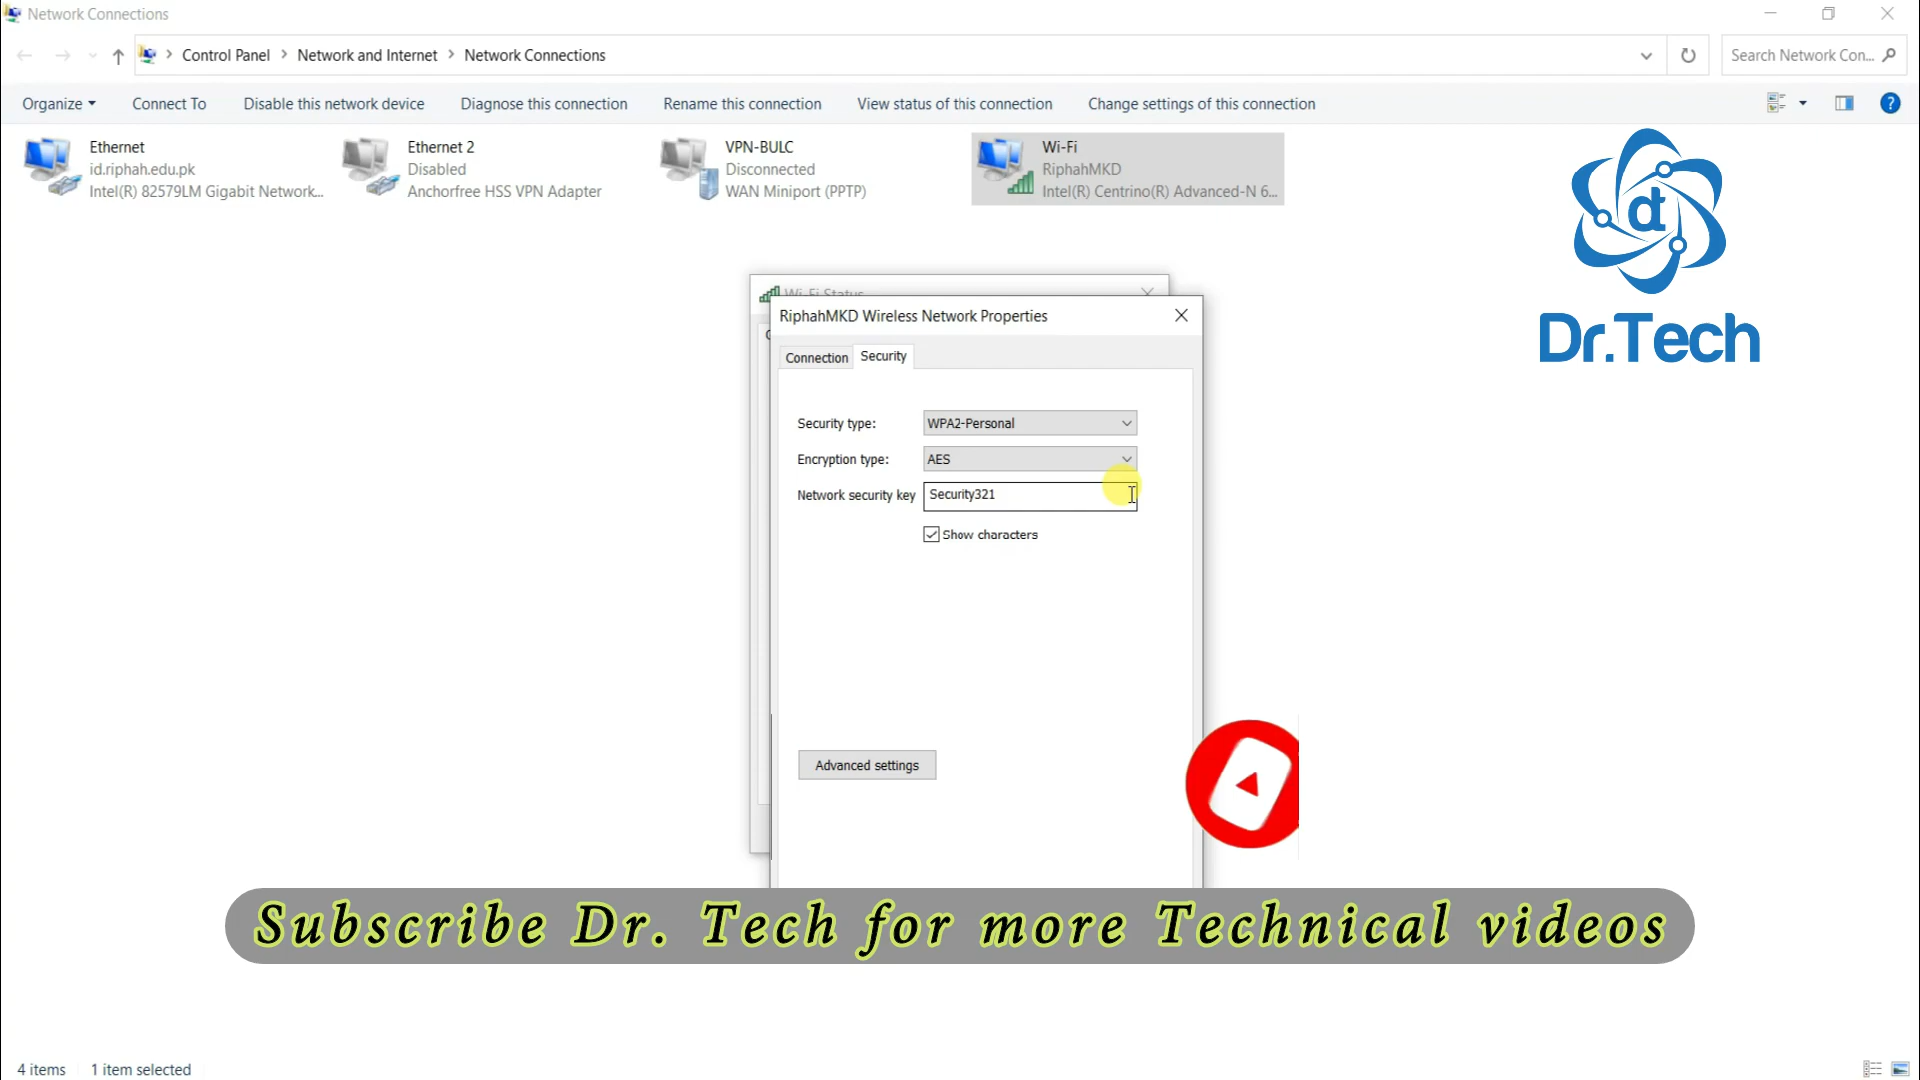 Network Connections
Control Panel > Network and Internet > Network Connections
Search Network Con...
Organize
Connect To
Disable this network device
Diagnose this connection
Rename this connection
View status of this connection
Change settings of this connection
?
Ethernet
id.riphah.edu.pk
Intel(R) 82579LM Gigabit Network...
Ethernet 2
Disabled
Anchorfree HSS VPN Adapter
VPN-BULC
Disconnected
WAN Miniport (PPTP)
Wi-Fi
RiphahMKD
Intel(R) Centrino(R) Advanced-N 6...
dt
Dr.Tech
Wi-Fi Status
RiphahMKD Wireless Network Properties
Connection
Security
Security type:
WPA2-Personal
Encryption type:
AES
Network security key
Security321
Show characters
Advanced settings
Subscribe Dr. Tech for more Technical videos
4 items
1 item selected